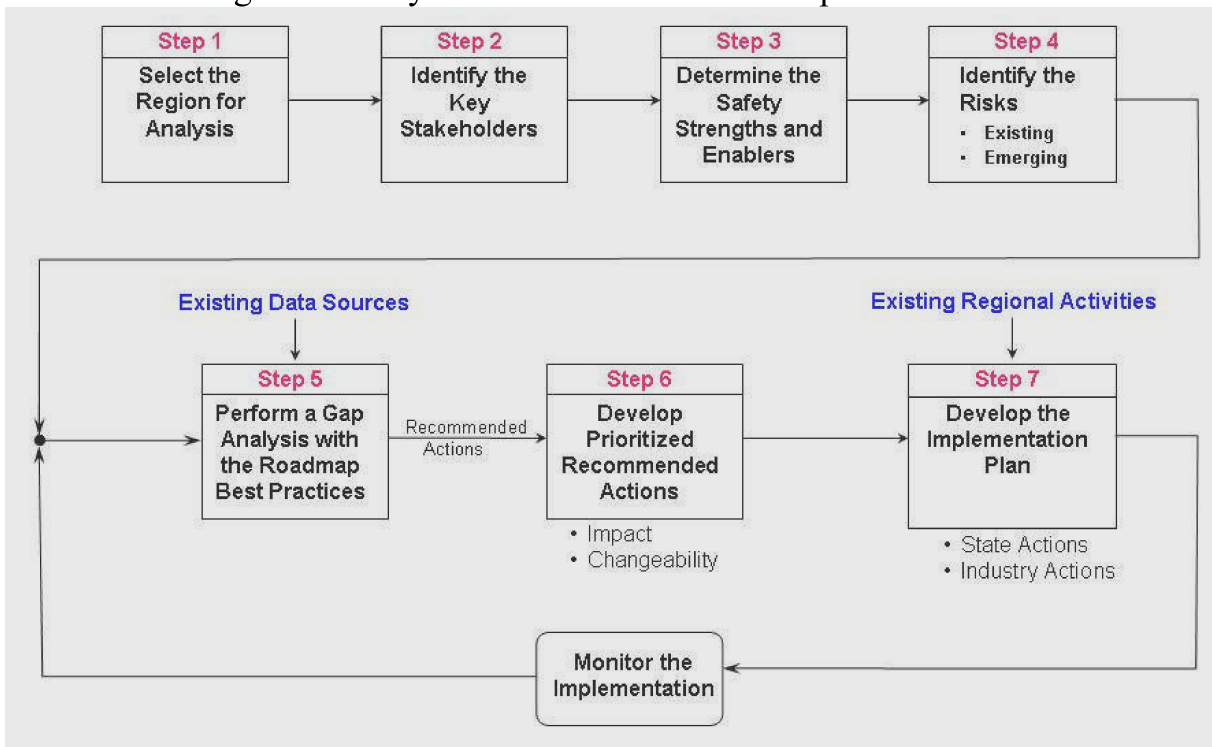 Step 1
Select the
Region for
Analysis
Step 2
Identify the
Key
Stakeholders
Step 3
Determine the
Safety
Strengths and
Enablers
Step 4
Identify the
Risks
▪ Existing
▪ Emerging
Existing Data Sources
Existing Regional Activities
Step 5
Perform a Gap
Analysis with
the Roadmap
Best Practices
Recommended
Actions
Step 6
Develop
Prioritized
Recommended
Actions
• Impact
• Changeability
Step 7
Develop the
Implementation
Plan
• State Actions
• Industry Actions
Monitor the
Implementation